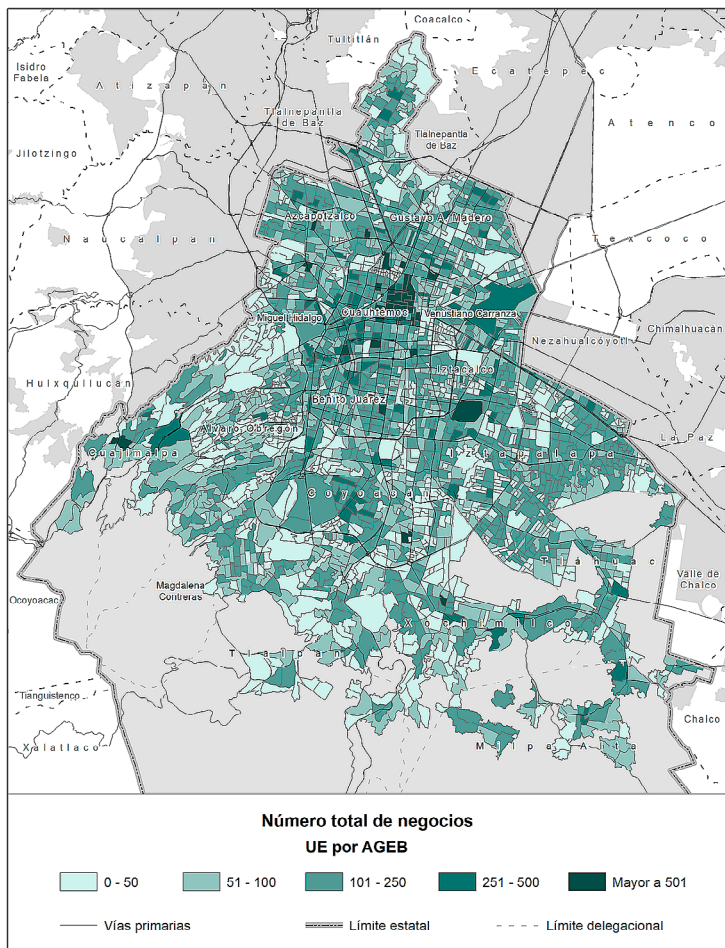 Coacalco
Tultitlán
Isidro
Fabela
Atizapán
Ecatepec
Tlalnepantla
de Baz
Atenco
Tlalnepantla
de Baz
Jilotzingo
Azcapotzalco
Gustavo A. Madero
Naucalpan
Texcoco
Miguel Hidalgo
Cuauhtémoc
Venustiano Carranza
Chimalhuacán
Nezahualcóyotl
Iztacalco
Huixquilucan
Benito Juárez
Alvaro Obregón
La Paz
Cuajimalpa
Iztapalapa
Coyoacán
Tláhuac
Valle de
Chalco
Magdalena
Contreras
Ocoyoacac
Xochimilco
Tlalpan
Tianguistenco
Chalco
Xalatlaco
Milpa Alta
Número total de negocios
UE por AGEB
0 - 50
51 - 100
101 - 250
251 - 500
Mayor a 501
Vías primarias
Límite estatal
Límite delegacional